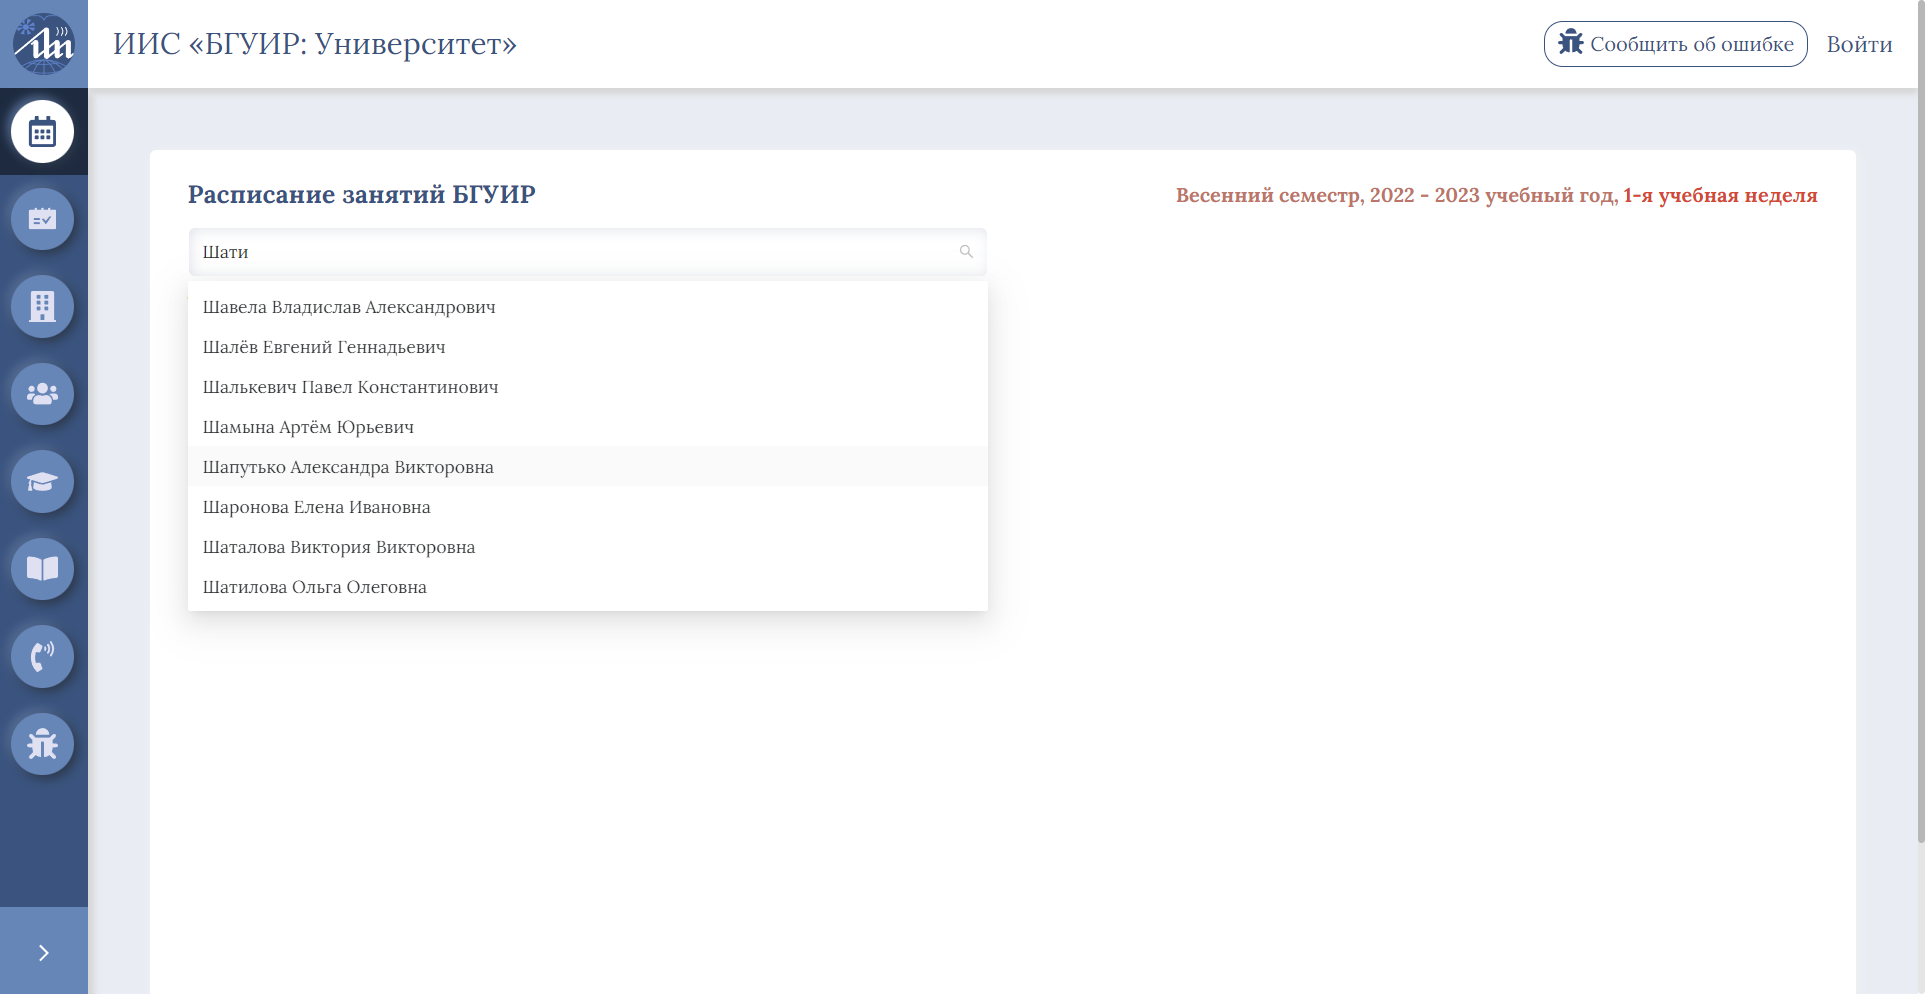 ИИС «БГУИР: Университет»
Сообщить об ошибке
Войти
Расписание занятий БГУИР
Весенний семестр, 2022 - 2023 учебный год, 1-я учебная неделя
Шати
Шавела Владислав Александрович
Шалёв Евгений Геннадьевич
Шалькевич Павел Константинович
Шамына Артём Юрьевич
Шапутько Александра Викторовна
Шаронова Елена Ивановна
Шаталова Виктория Викторовна
Шатилова Ольга Олеговна